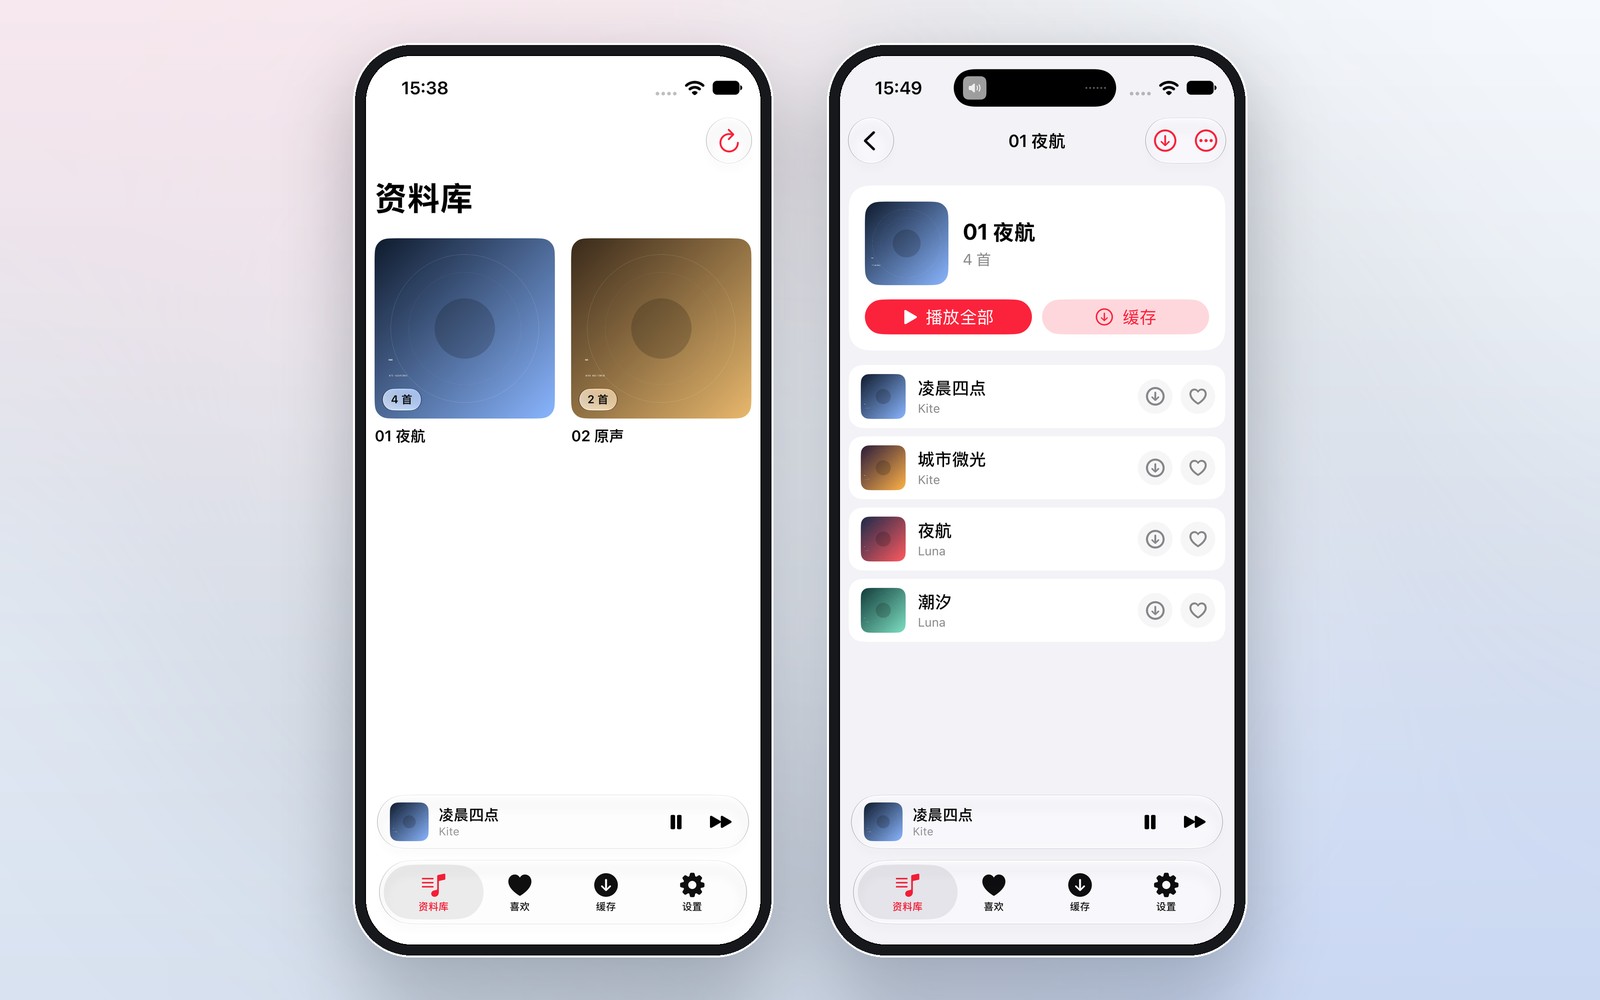 15:38
资料库
4 首
2 首
01 夜航
02 原声
凌晨四点
Kite
资料库
喜欢
缓存
设置
15:49
01 夜航
01 夜航
4 首
播放全部
缓存
凌晨四点
Kite
城市微光
Kite
夜航
Luna
潮汐
Luna
凌晨四点
Kite
资料库
喜欢
缓存
设置